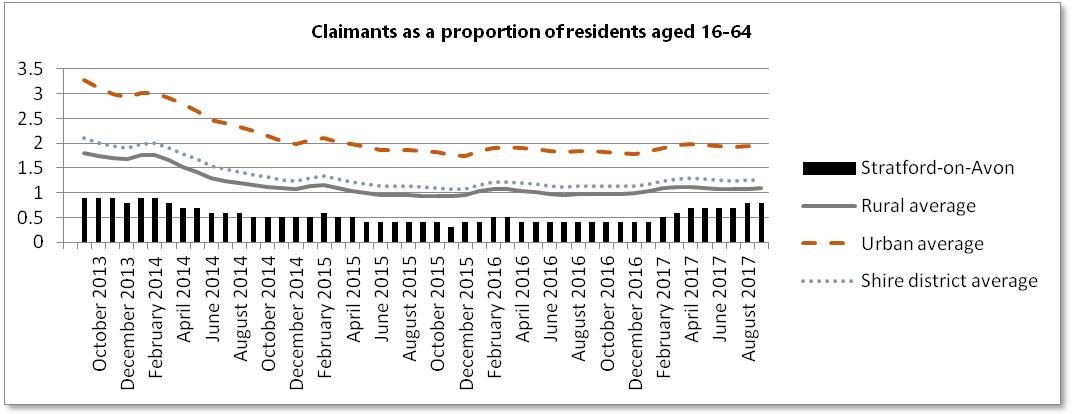 Claimants as a proportion of residents aged 16-64
3.5
3
2.5
2
1.5
1
0.5
0
October 2013
December 2013
February 2014
April 2014
June 2014
August 2014
October 2014
December 2014
February 2015
April 2015
June 2015
August 2015
October 2015
December 2015
February 2016
April 2016
June 2016
August 2016
October 2016
December 2016
February 2017
April 2017
June 2017
August 2017
Stratford-on-Avon
Rural average
Urban average
Shire district average